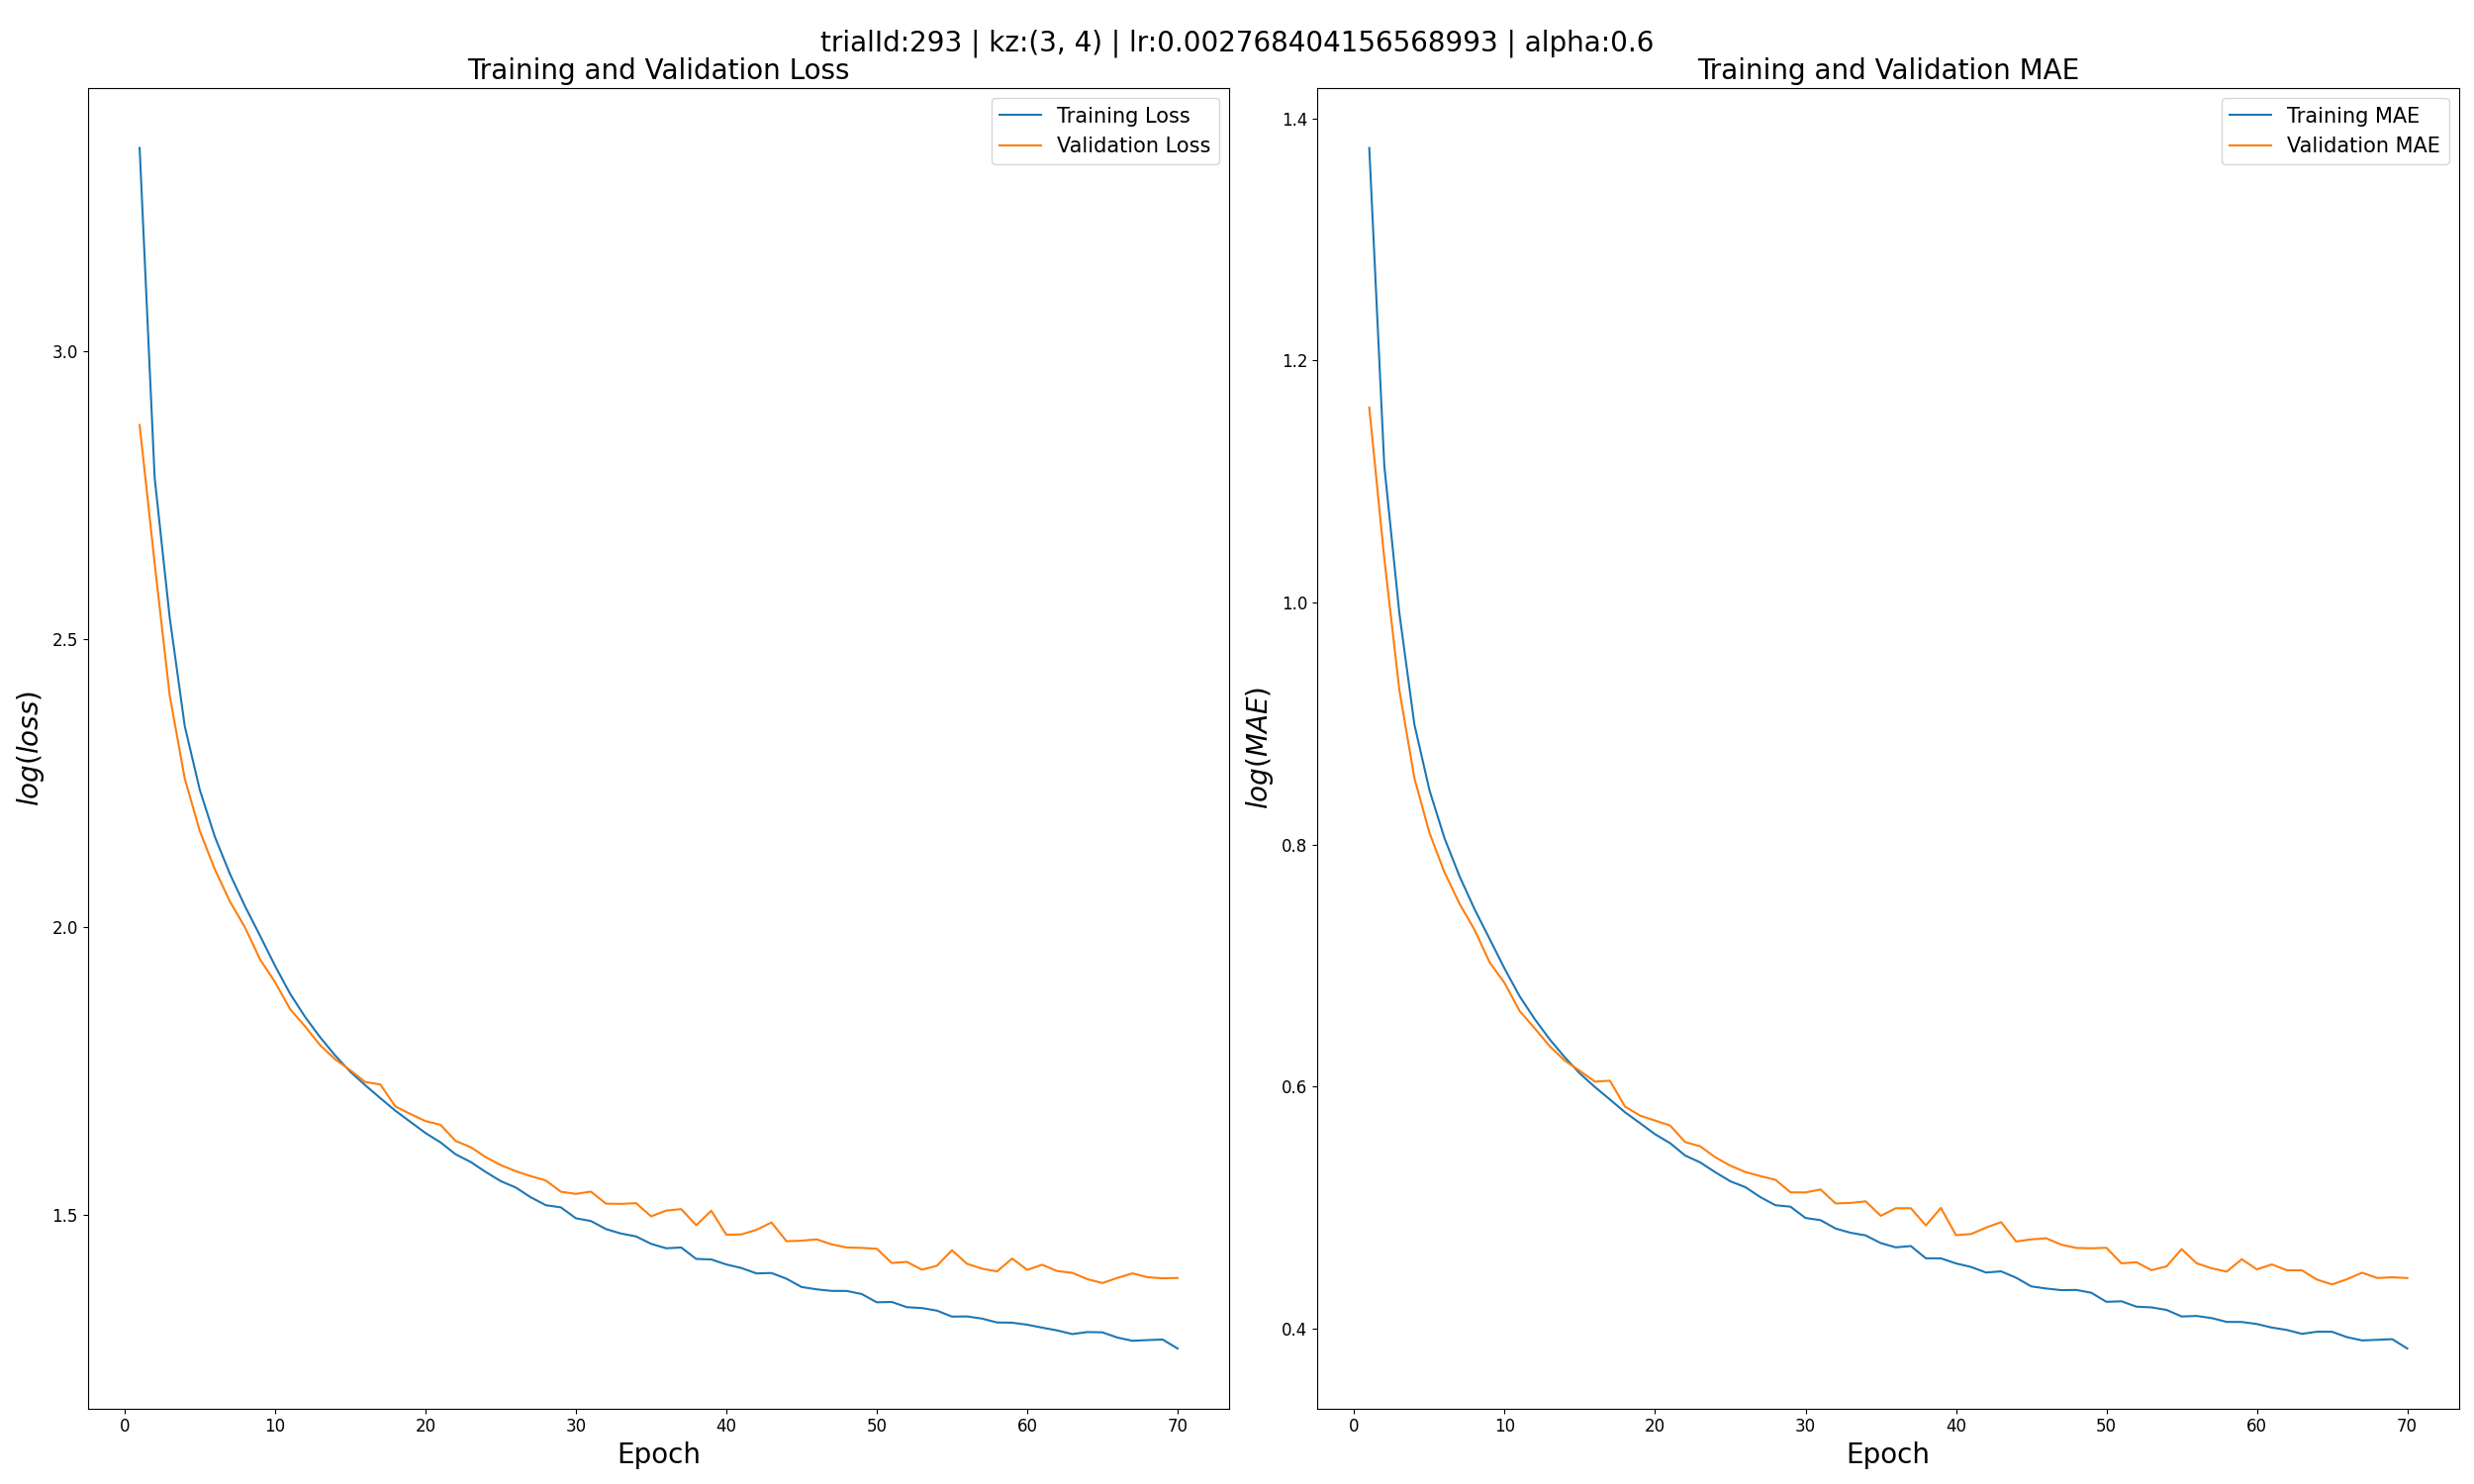 trialId:293 | kz:(3, 4) | lr:0.002768404156568993 | alpha:0.6
Training and Validation Loss
Training Loss
Validation Loss
3.0
2.5
2.0
1.5
log(loss)
0 10 20 30 40 50 60 70
Epoch
Training and Validation MAE
Training MAE
Validation MAE
1.4
1.2
1.0
0.8
0.6
0.4
log(MAE)
0 10 20 30 40 50 60 70
Epoch